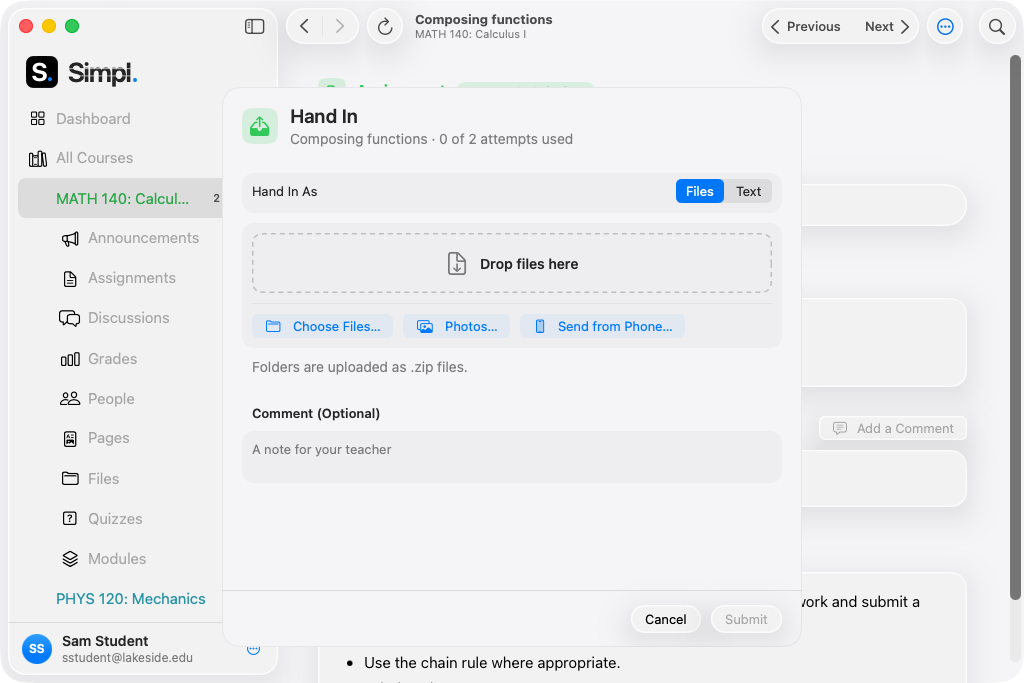 Composing functions
MATH 140: Calculus I
Previous
Next
S.
Simpl.
Dashboard
All Courses
MATH 140: Calcul...
2
Announcements
Assignments
Discussions
Grades
People
Pages
Files
Quizzes
Modules
PHYS 120: Mechanics
SS
Sam Student
sstudent@lakeside.edu
Hand In
Composing functions · 0 of 2 attempts used
Hand In As
Files
Text
Drop files here
Choose Files...
Photos...
Send from Phone...
Folders are uploaded as .zip files.
Comment (Optional)
A note for your teacher
Cancel
Submit
Add a Comment
work and submit a
• Use the chain rule where appropriate.